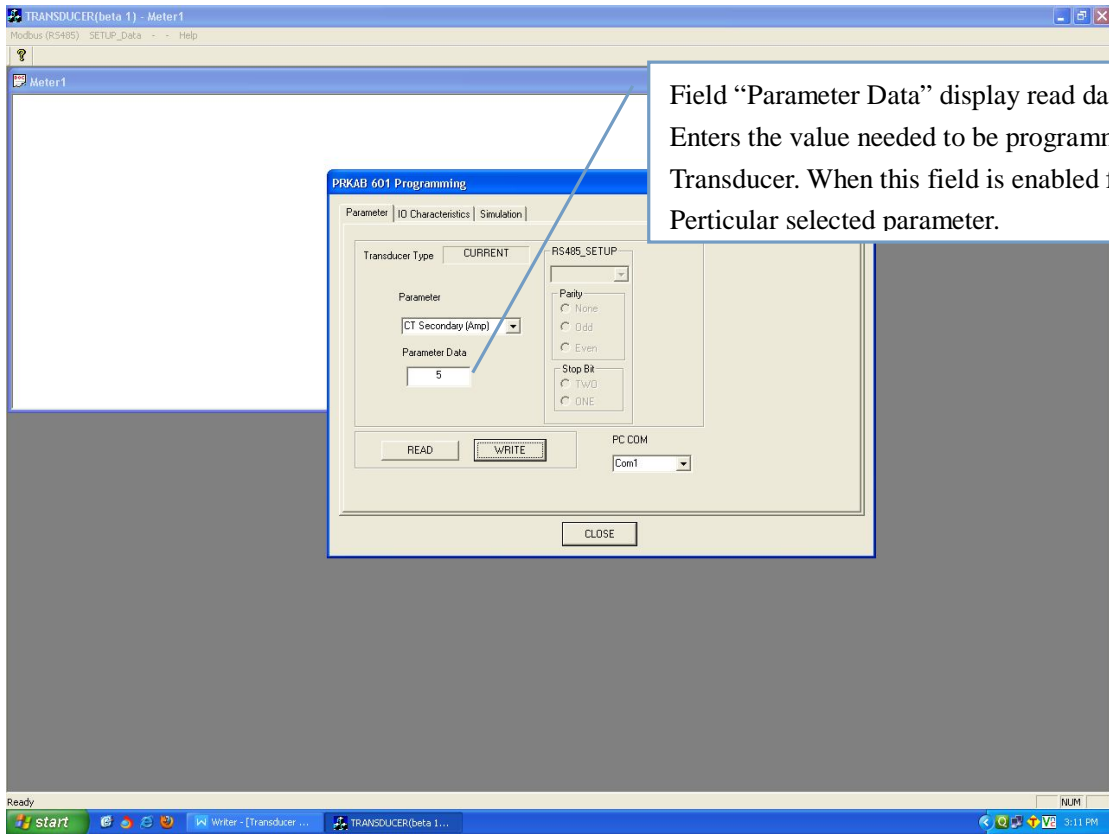 TRANSDUCER(beta 1) - Meter1
Modbus (RS485) SETUP_Data - - Help
Meter1
Field “Parameter Data” display read da
Enters the value needed to be programm
Transducer. When this field is enabled f
Perticular selected parameter.
PRKAB 601 Programming
Parameter IO Characteristics Simulation
Transducer Type CURRENT
RS485_SETUP
Parameter
CT Secondary (Amp)
Parameter Data
5
Parity
None
Odd
Even
Stop Bit
TWO
ONE
READ WRITE
PC COM
Com1
CLOSE
Ready NUM
start Writer - [Transducer ... TRANSDUCER(beta 1... 3:11 PM